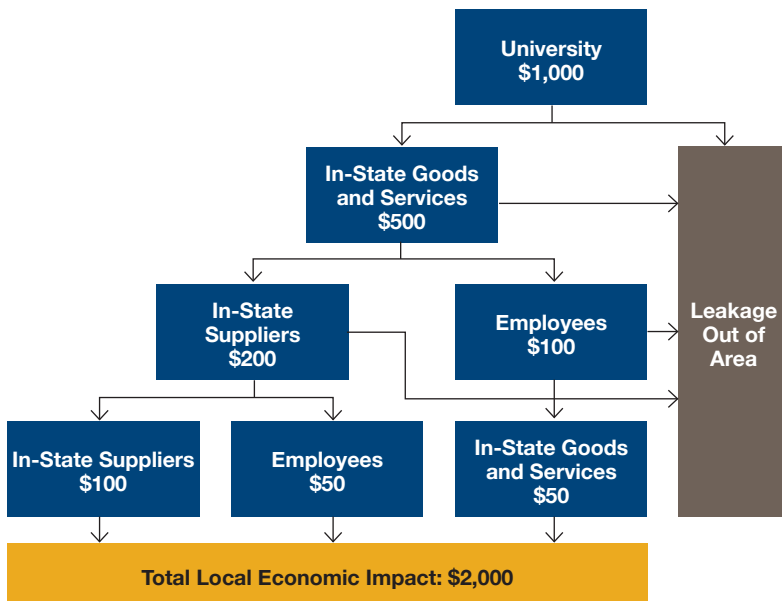 University
$1,000
In-State Goods
and Services
$500
In-State
Suppliers
$200
Employees
$100
Leakage
Out of
Area
In-State Suppliers
$100
Employees
$50
In-State Goods
and Services
$50
Total Local Economic Impact: $2,000